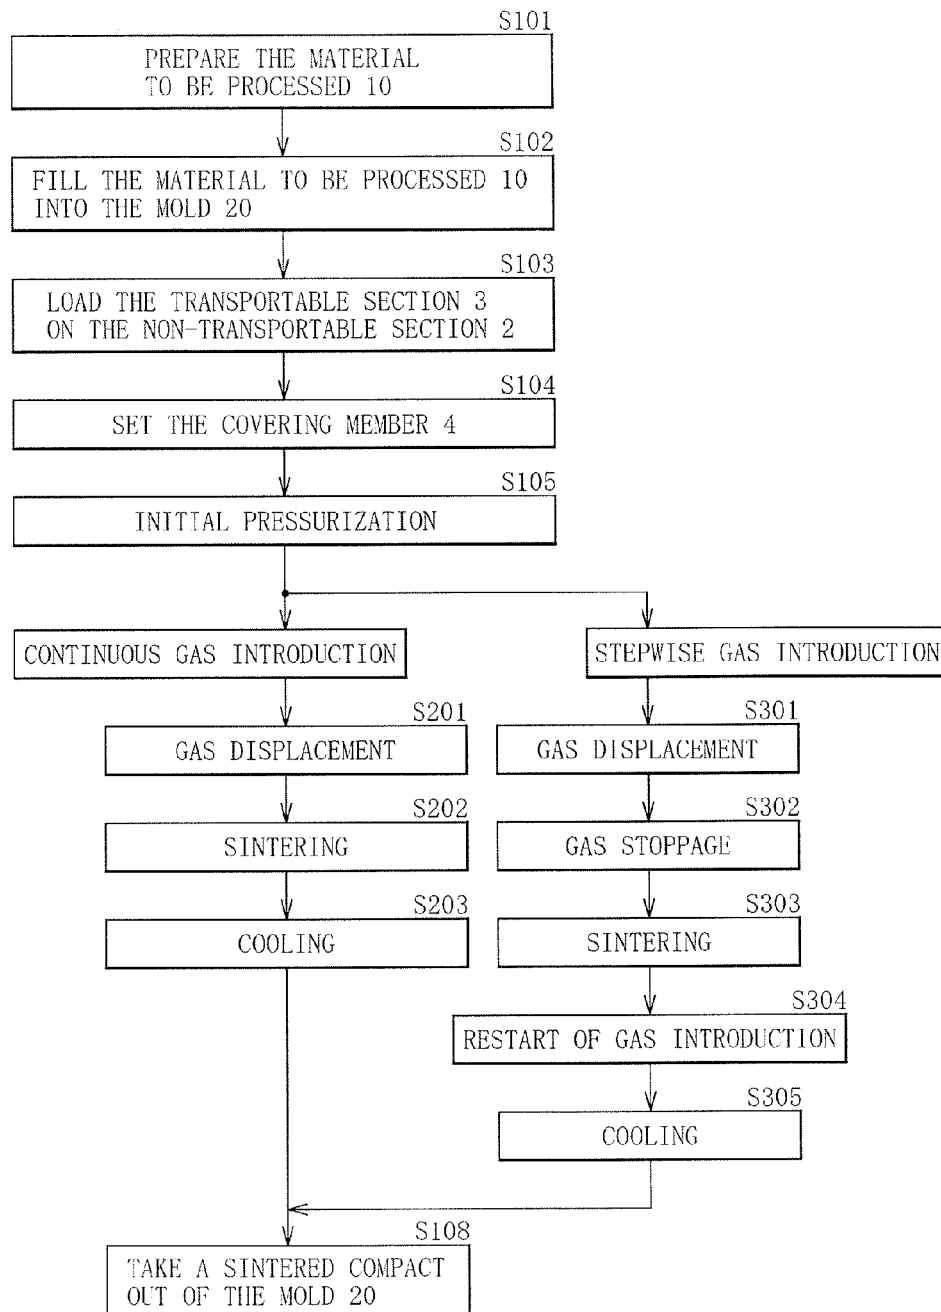 S101
PREPARE THE MATERIAL
TO BE PROCESSED 10
S102
FILL THE MATERIAL TO BE PROCESSED 10
INTO THE MOLD 20
S103
LOAD THE TRANSPORTABLE SECTION 3
ON THE NON-TRANSPORTABLE SECTION 2
S104
SET THE COVERING MEMBER 4
S105
INITIAL PRESSURIZATION
CONTINUOUS GAS INTRODUCTION
S201
GAS DISPLACEMENT
S202
SINTERING
S203
COOLING
STEPWISE GAS INTRODUCTION
S301
GAS DISPLACEMENT
S302
GAS STOPPAGE
S303
SINTERING
S304
RESTART OF GAS INTRODUCTION
S305
COOLING
S108
TAKE A SINTERED COMPACT
OUT OF THE MOLD 20